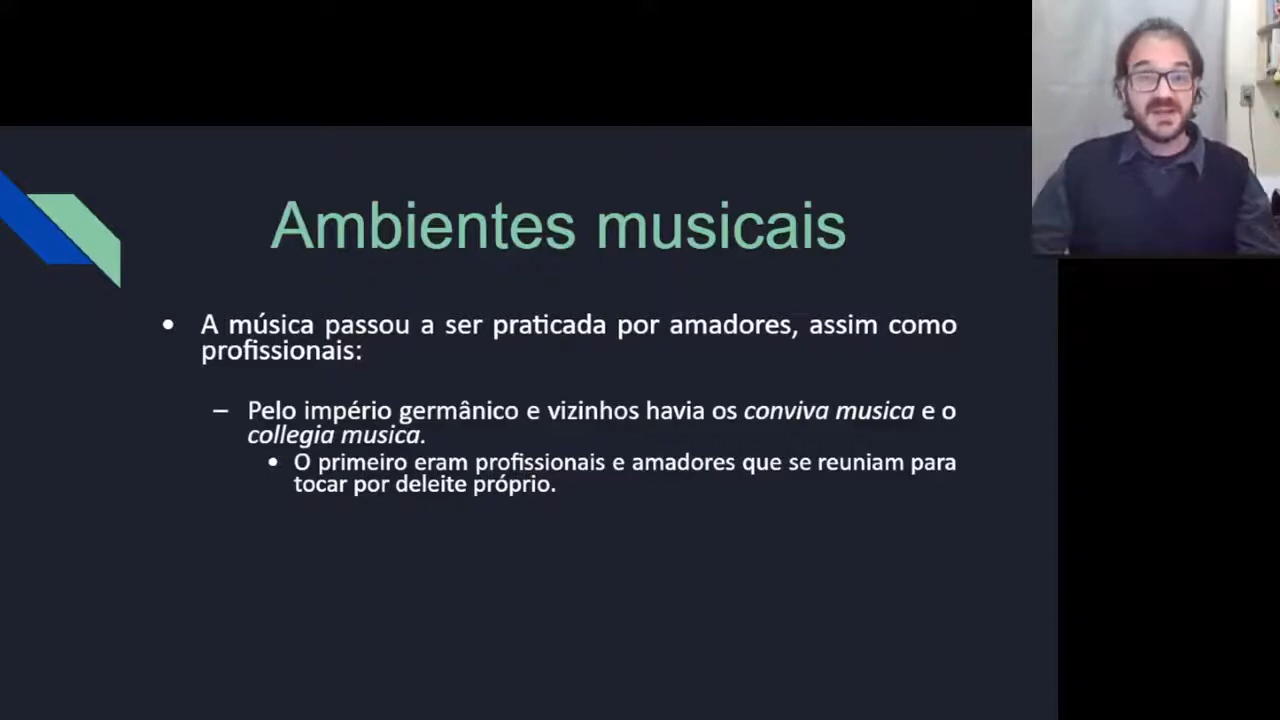 Ambientes musicais
• A música passou a ser praticada por amadores, assim como
profissionais:
– Pelo império germânico e vizinhos havia os conviva musica e o
collegia musica.
• O primeiro eram profissionais e amadores que se reuniam para
tocar por deleite próprio.